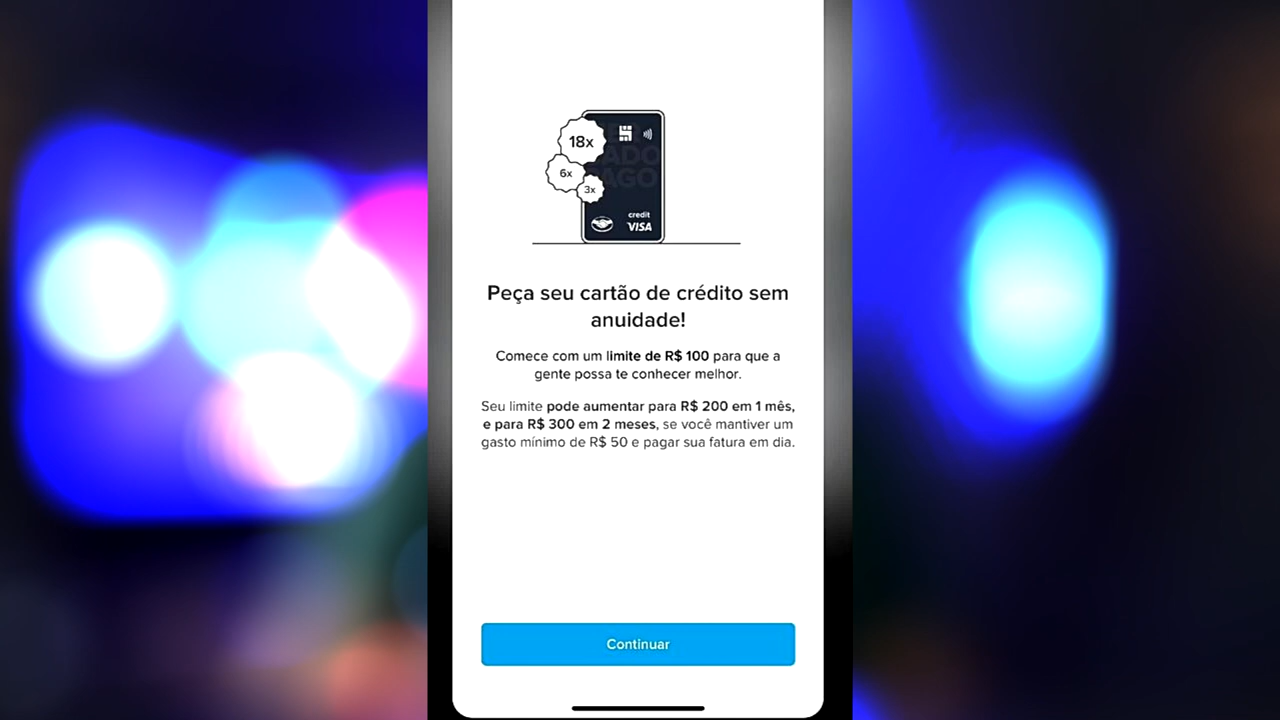 18x
6x
3x
ADO
AGO
credit
VISA
Peça seu cartão de crédito sem
anuidade!
Comece com um limite de R$ 100 para que a
gente possa te conhecer melhor.
Seu limite pode aumentar para R$ 200 em 1 mês,
e para R$ 300 em 2 meses, se você mantiver um
gasto mínimo de R$ 50 e pagar sua fatura em dia.
Continuar